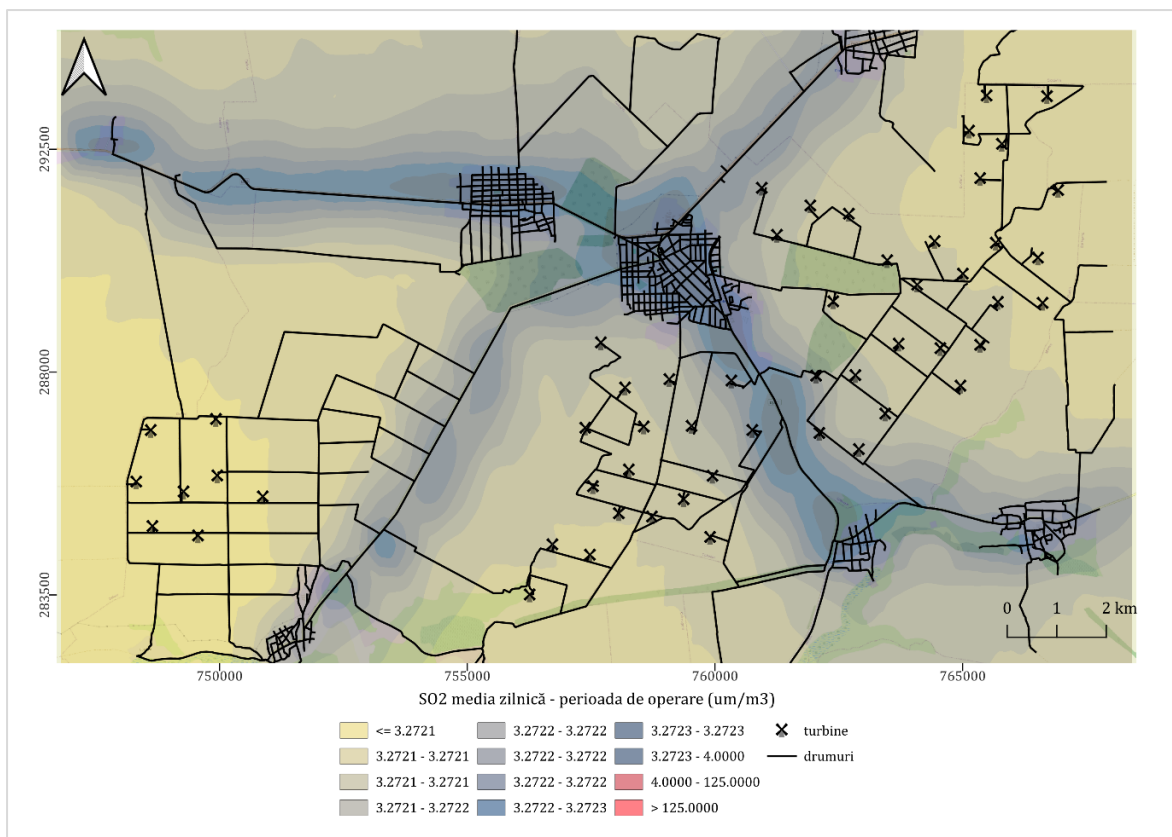 292500
288000
283500
0 1 2 km
750000 755000 760000 765000
SO2 media zilnică - perioada de operare (um/m3)
<= 3.2721 3.2722 - 3.2722 3.2723 - 3.2723 turbine
3.2721 - 3.2721 3.2722 - 3.2722 3.2723 - 4.0000 drumuri
3.2721 - 3.2721 3.2722 - 3.2722 4.0000 - 125.0000
3.2721 - 3.2722 3.2722 - 3.2723 > 125.0000